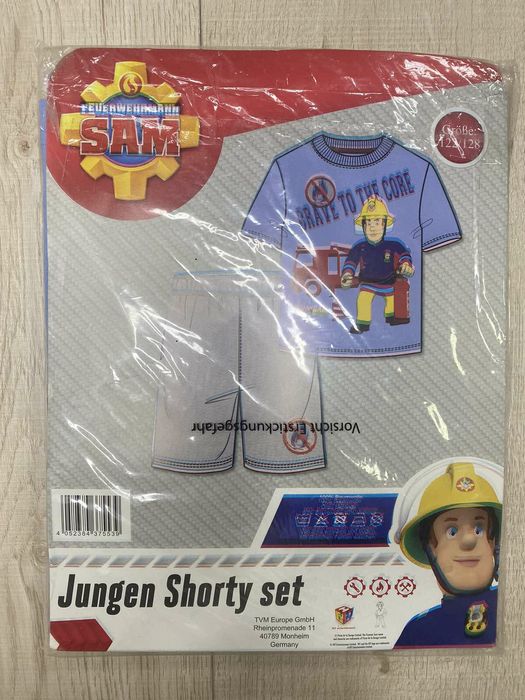 FEUERWEHRMANN
SAM
Größe:
122/128
BRAVE TO THE CORE
Vorsicht Erstickungsgefahr
4 052384 375539
Jungen Shorty set
TVM Europe GmbH
Rheinpromenade 11
40789 Monheim
Germany